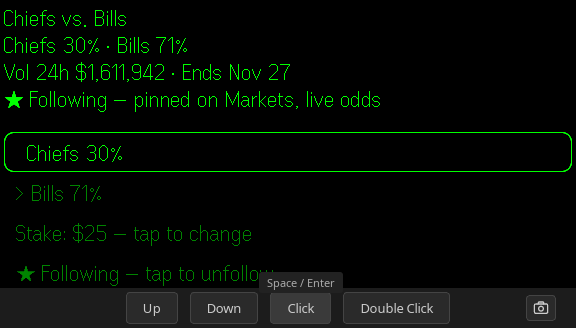 Chiefs vs. Bills
Chiefs 30% · Bills 71%
Vol 24h $1,611,942 · Ends Nov 27
★ Following — pinned on Markets, live odds
Chiefs 30%
> Bills 71%
Stake: $25 — tap to change
★ Following — tap to unfollow
Space / Enter
Up
Down
Click
Double Click